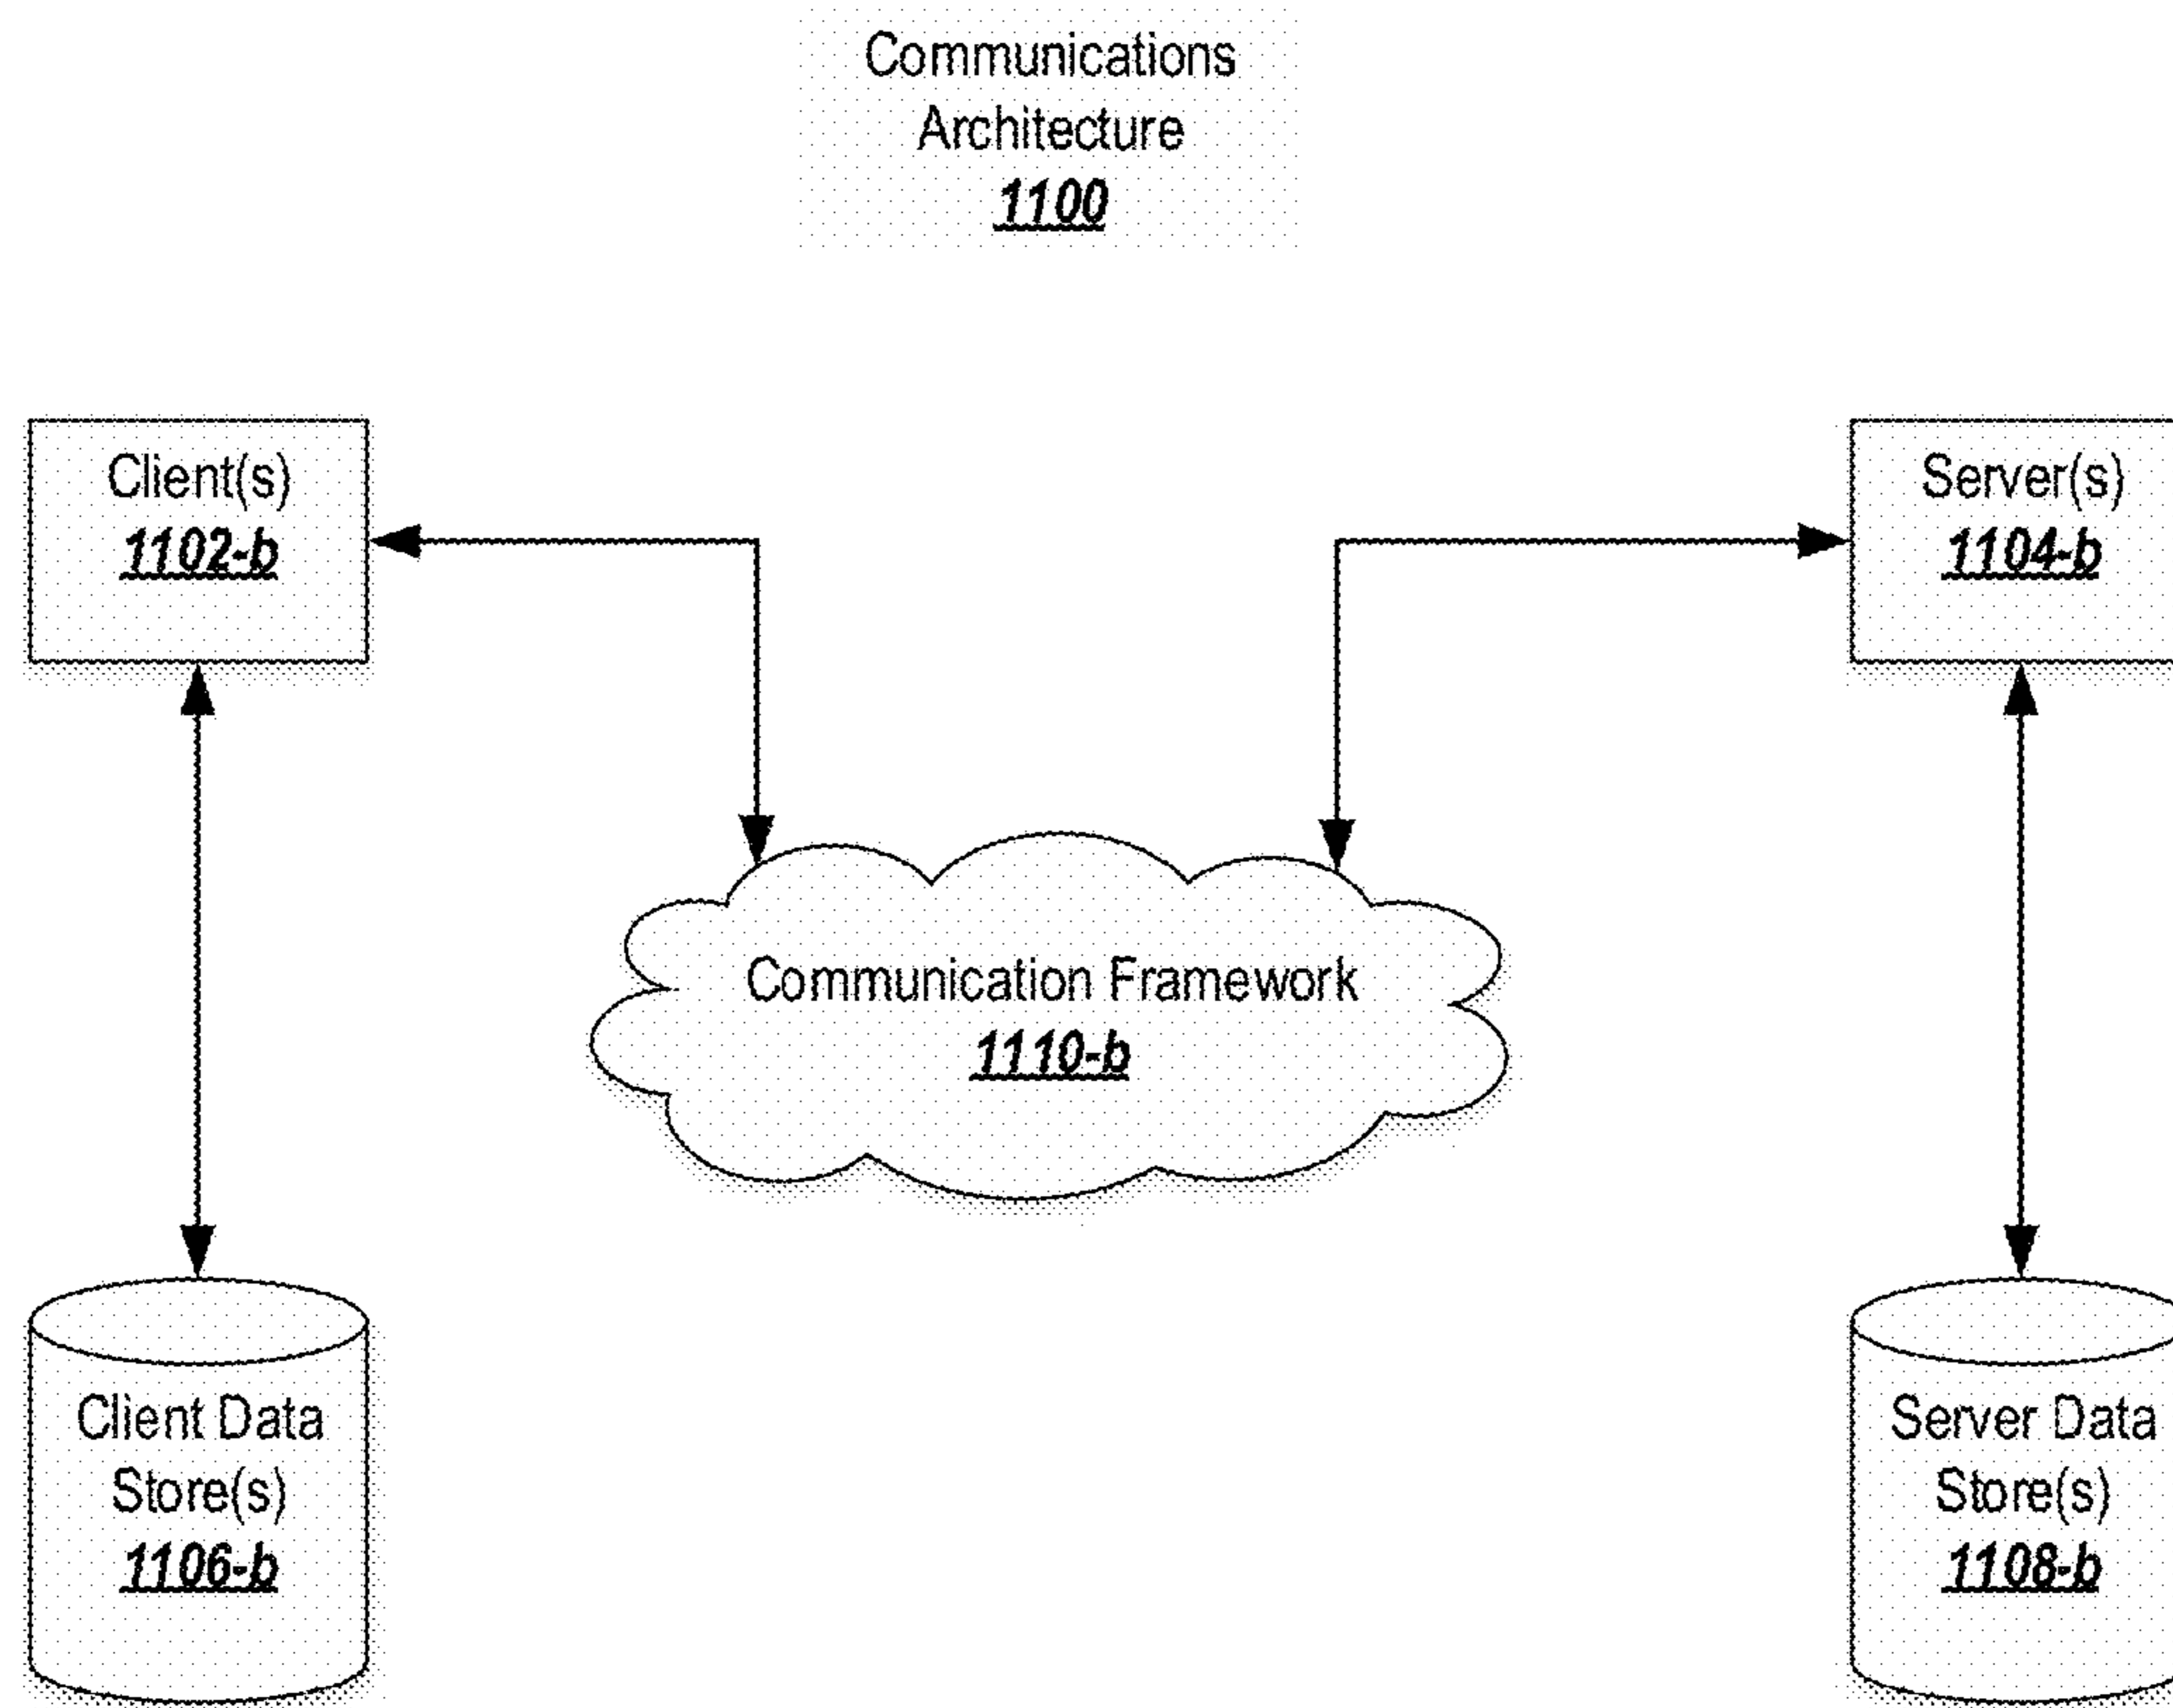 Communications
Architecture
1100
Client(s)
1102-b
Server(s)
1104-b
Communication Framework
1110-b
Client Data
Store(s)
1106-b
Server Data
Store(s)
1108-b